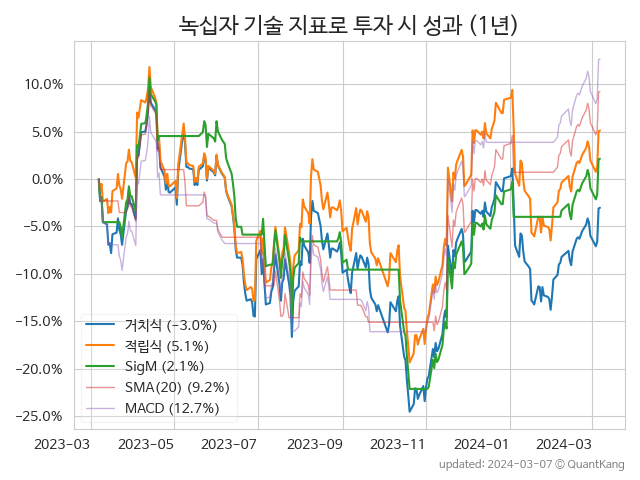 녹십자 기술 지표로 투자 시 성과 (1년)
10.0%
5.0%
0.0%
−5.0%
−10.0%
−15.0%
−20.0%
−25.0%
거치식 (−3.0%)
적립식 (5.1%)
SigM (2.1%)
SMA(20) (9.2%)
MACD (12.7%)
2023-03 2023-05 2023-07 2023-09 2023-11 2024-01 2024-03
updated: 2024-03-07 ⓒ QuantKang